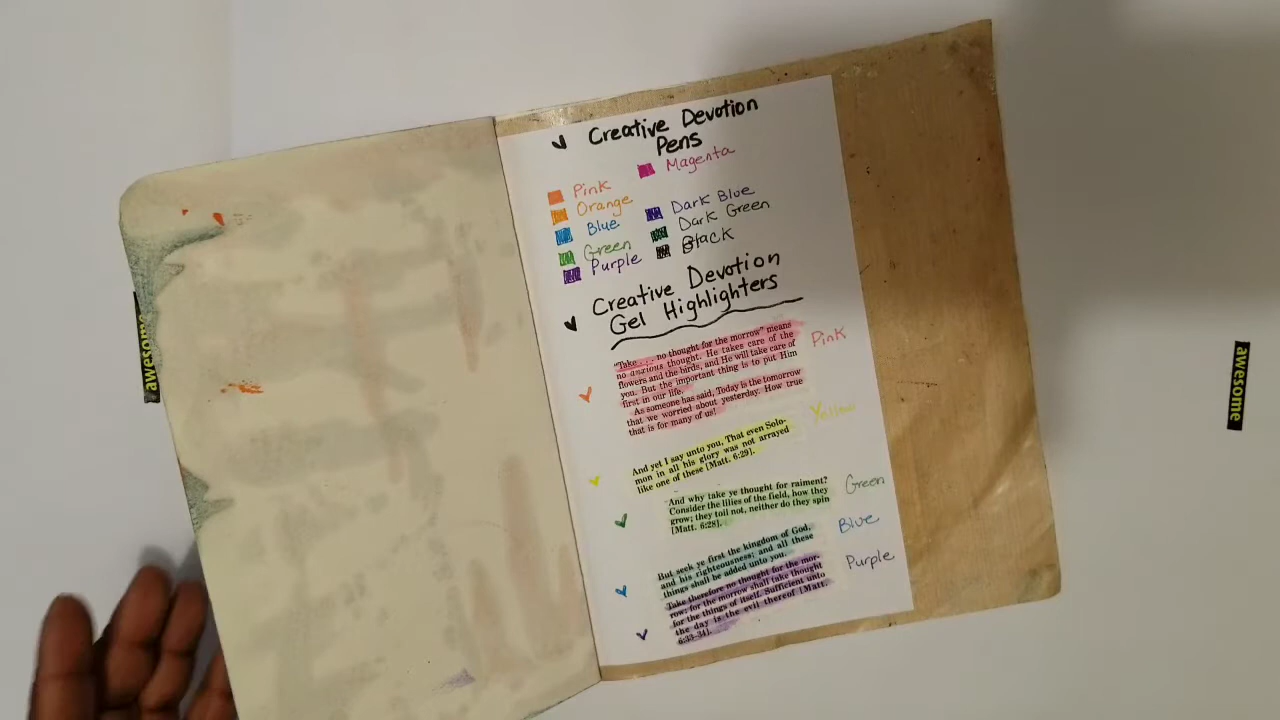 Creative Devotion
Pens
Magenta
Pink
Orange
Blue
Green
Purple
Dark Blue
Dark Green
Black
Creative Devotion
Gel Highlighters
"Take . . . no thought for the morrow" means
no anxious thought. He takes care of the
flowers and the birds, and He will take care of
you. But the important thing is to put Him
first in our life.
As someone has said, Today is the tomorrow
that we worried about yesterday. How true
that is for many of us!
Pink
And yet I say unto you, That even Solo-
mon in all his glory was not arrayed
like one of these [Matt. 6:29].
Yellow
And why take ye thought for raiment?
Consider the lilies of the field, how they
grow; they toil not, neither do they spin
[Matt. 6:28].
Green
But seek ye first the kingdom of God,
and his righteousness; and all these
things shall be added unto you.
Blue
Take therefore no thought for the mor-
row: for the morrow shall take thought
for the things of itself. Sufficient unto
the day is the evil thereof [Matt.
6:33-34].
Purple
awesome
awesome